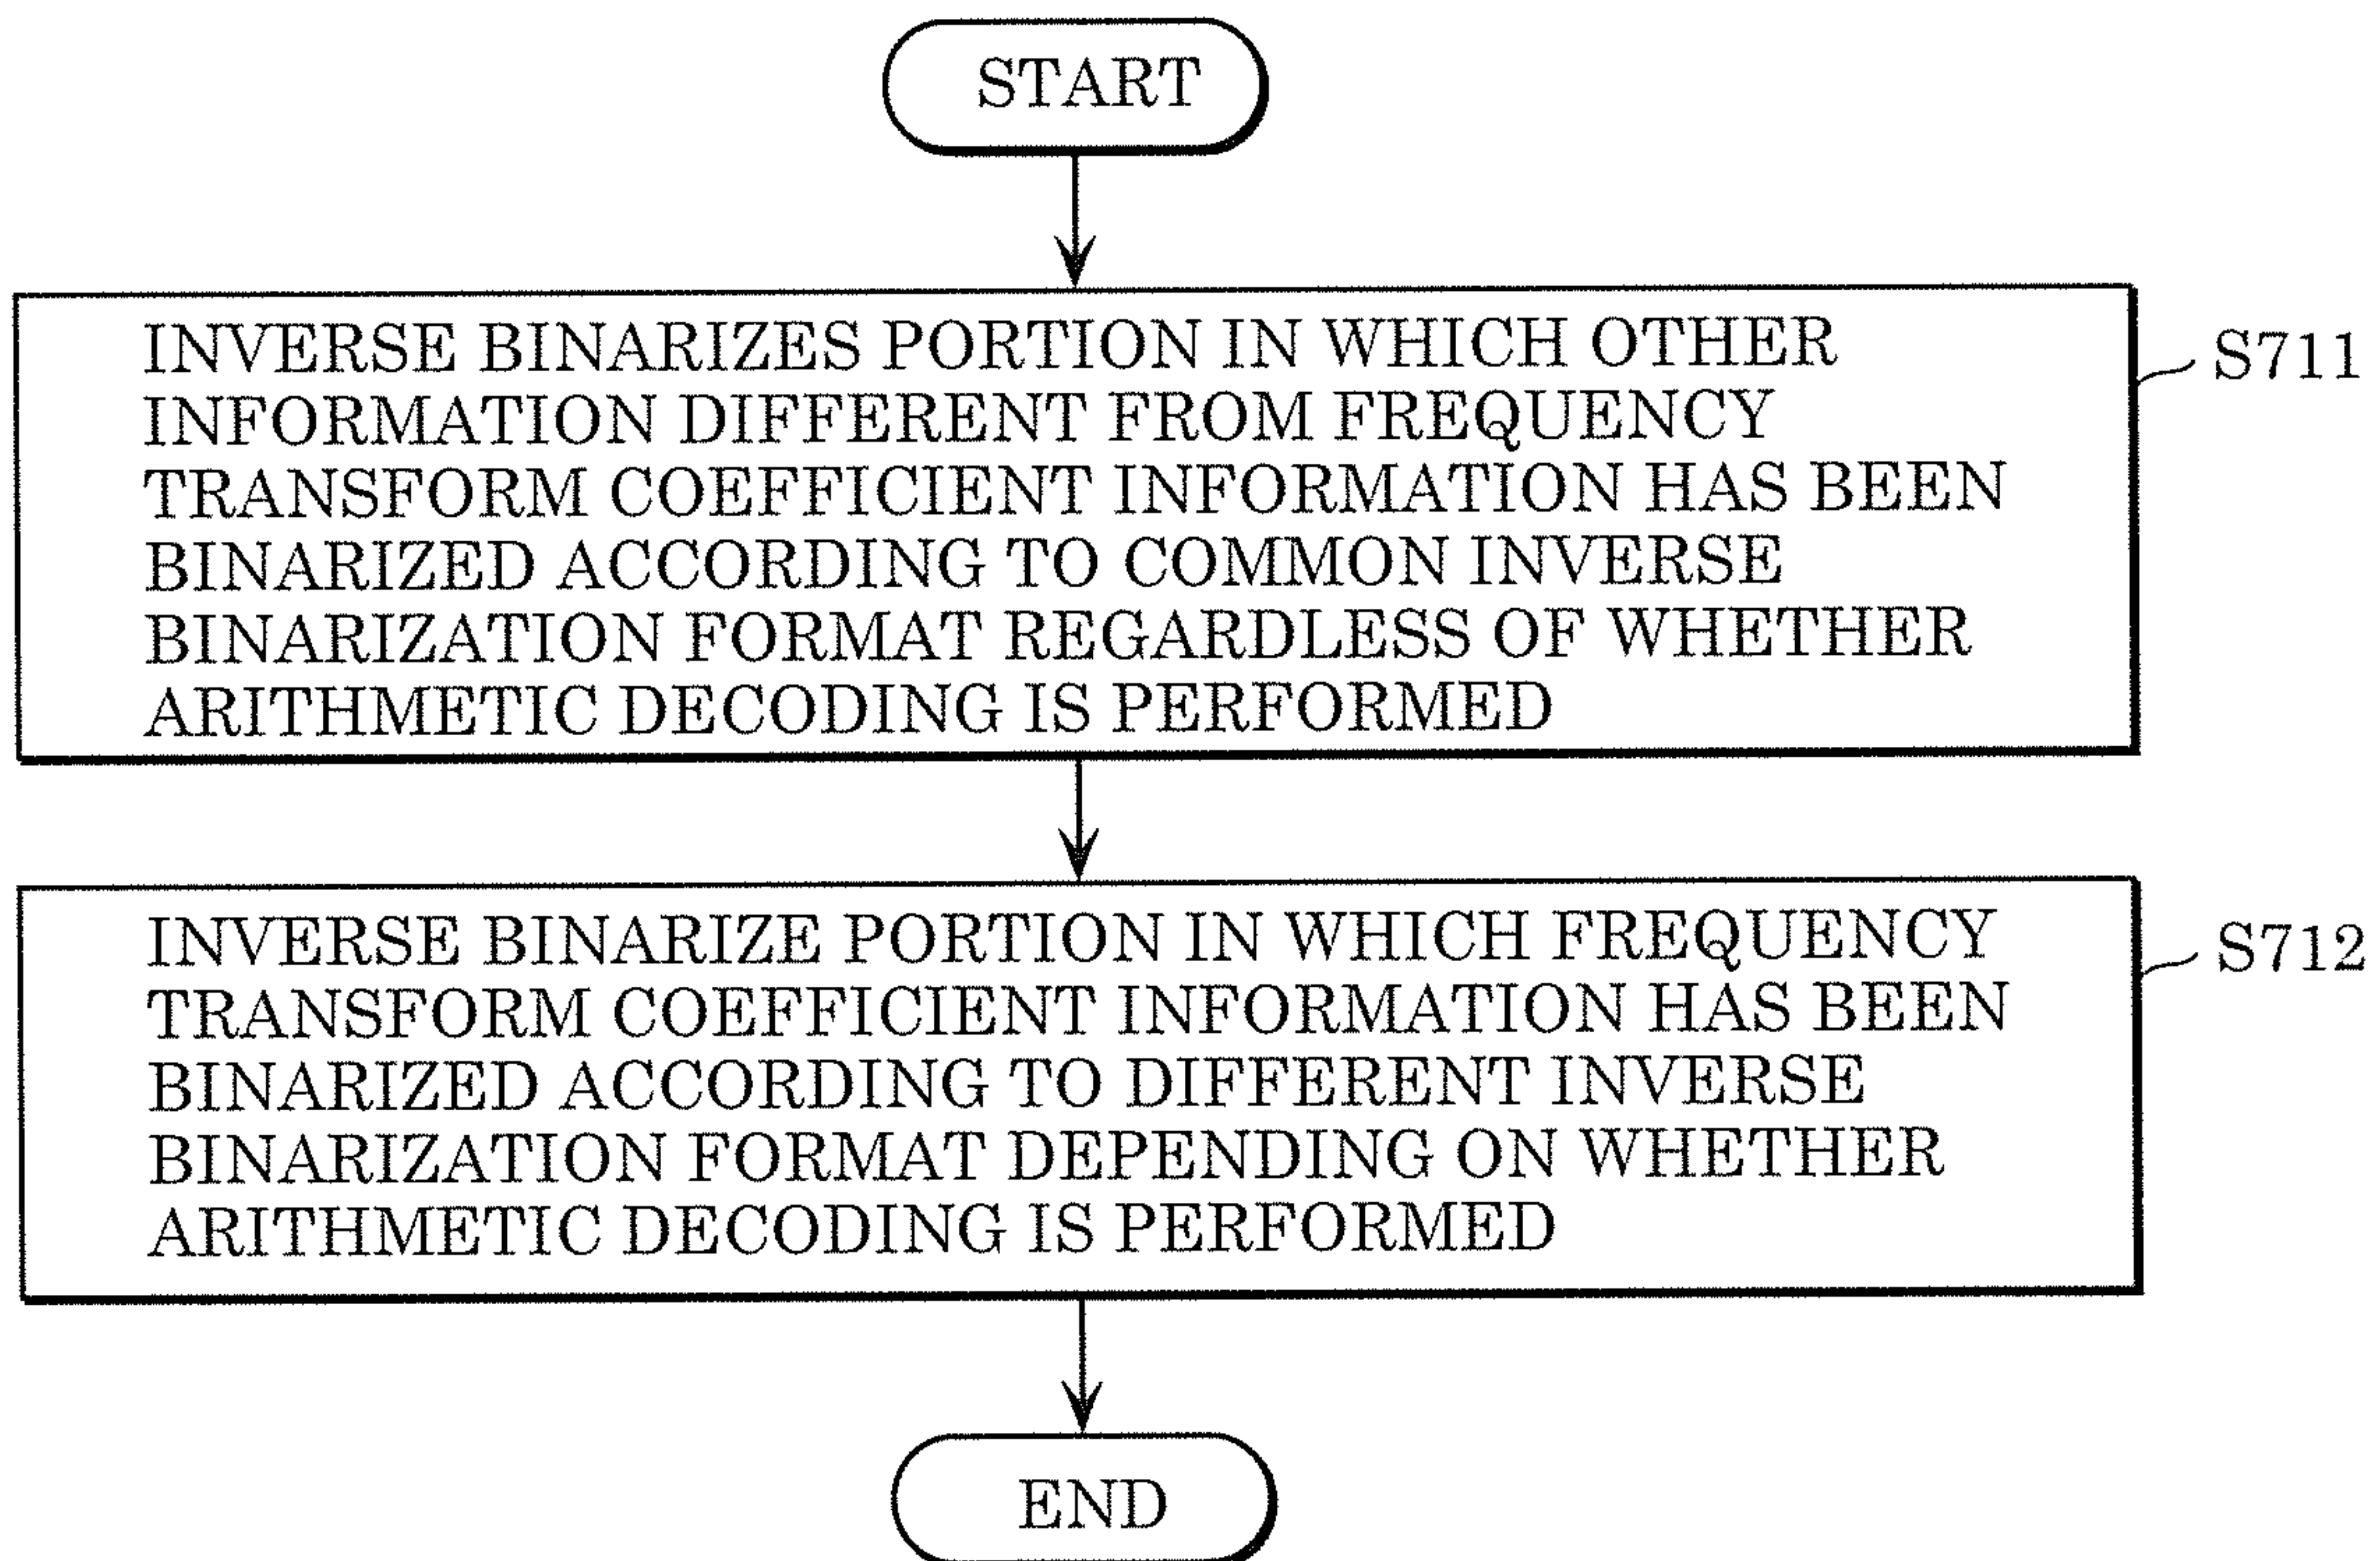 START
INVERSE BINARIZES PORTION IN WHICH OTHER
INFORMATION DIFFERENT FROM FREQUENCY
TRANSFORM COEFFICIENT INFORMATION HAS BEEN
BINARIZED ACCORDING TO COMMON INVERSE
BINARIZATION FORMAT REGARDLESS OF WHETHER
ARITHMETIC DECODING IS PERFORMED
S711
INVERSE BINARIZE PORTION IN WHICH FREQUENCY
TRANSFORM COEFFICIENT INFORMATION HAS BEEN
BINARIZED ACCORDING TO DIFFERENT INVERSE
BINARIZATION FORMAT DEPENDING ON WHETHER
ARITHMETIC DECODING IS PERFORMED
S712
END